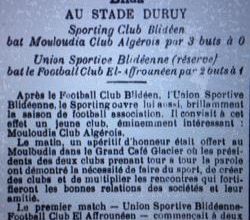 Blida
AU STADE DURUY
Sporting Club Blidéen
bat Mouloudia Club Algérois par 3 buts à 0
Union Sportive Blidéenne (réserve)
bat le Football Club El-Affrounéen par 2 buts à 1
Après le Football Club Blidéen, l'Union Sportive
Blidéenne, le Sporting ouvre lui aussi, brillamment
la saison de football association. Il convisit à cet
effet un jeune club, éminemment intéressant :
Mouloudia Club Algérois.
Le matin, un apéritif d'honneur était offert au
Mouloudia dans le Grand Café Glacier où les prési-
dents des deux clubs prenant tour à tour la parole
ont démontré la nécessité de faire du sport, de créer
des clubs et de multiplier les rencontres qui forti-
fieront les bonnes relations des sociétés et leur
amitié.
Le premier match — Union Sportive Blidéenne-
Football Club El Affrounéen — commençait à deux